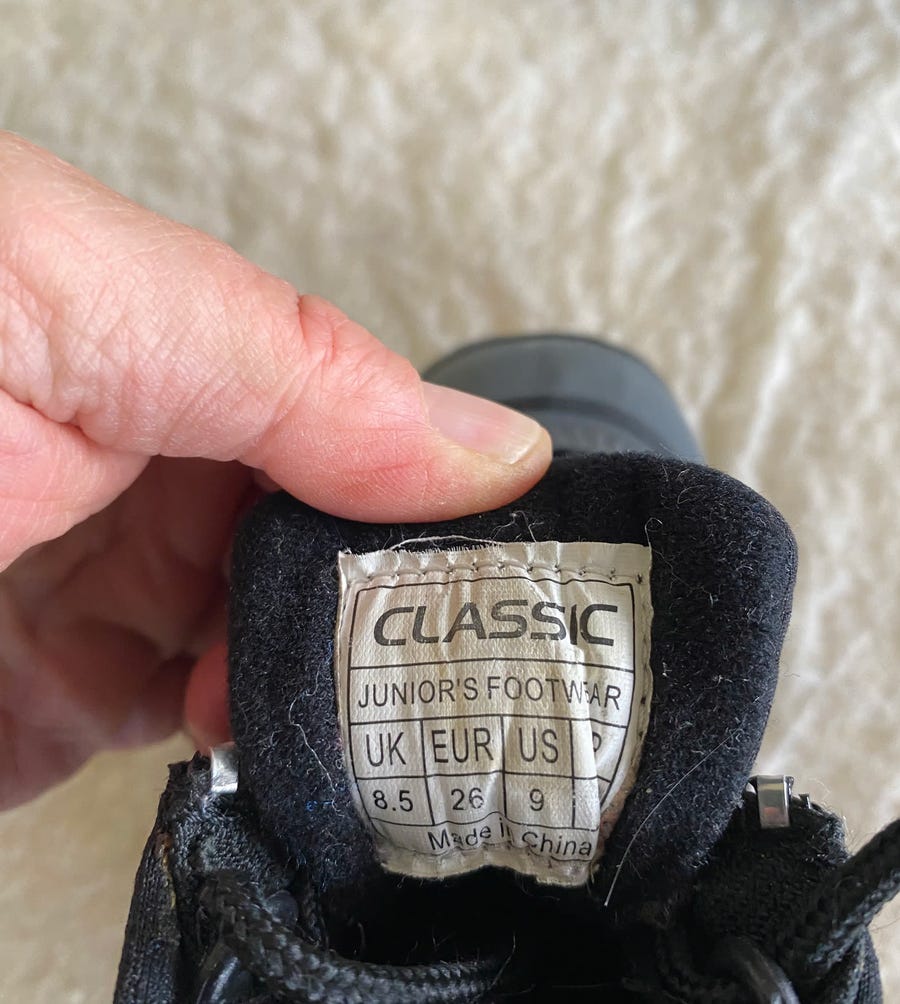 CLASSIC
JUNIOR'S FOOTWEAR
UK EUR US
8.5 26 9
Made in China